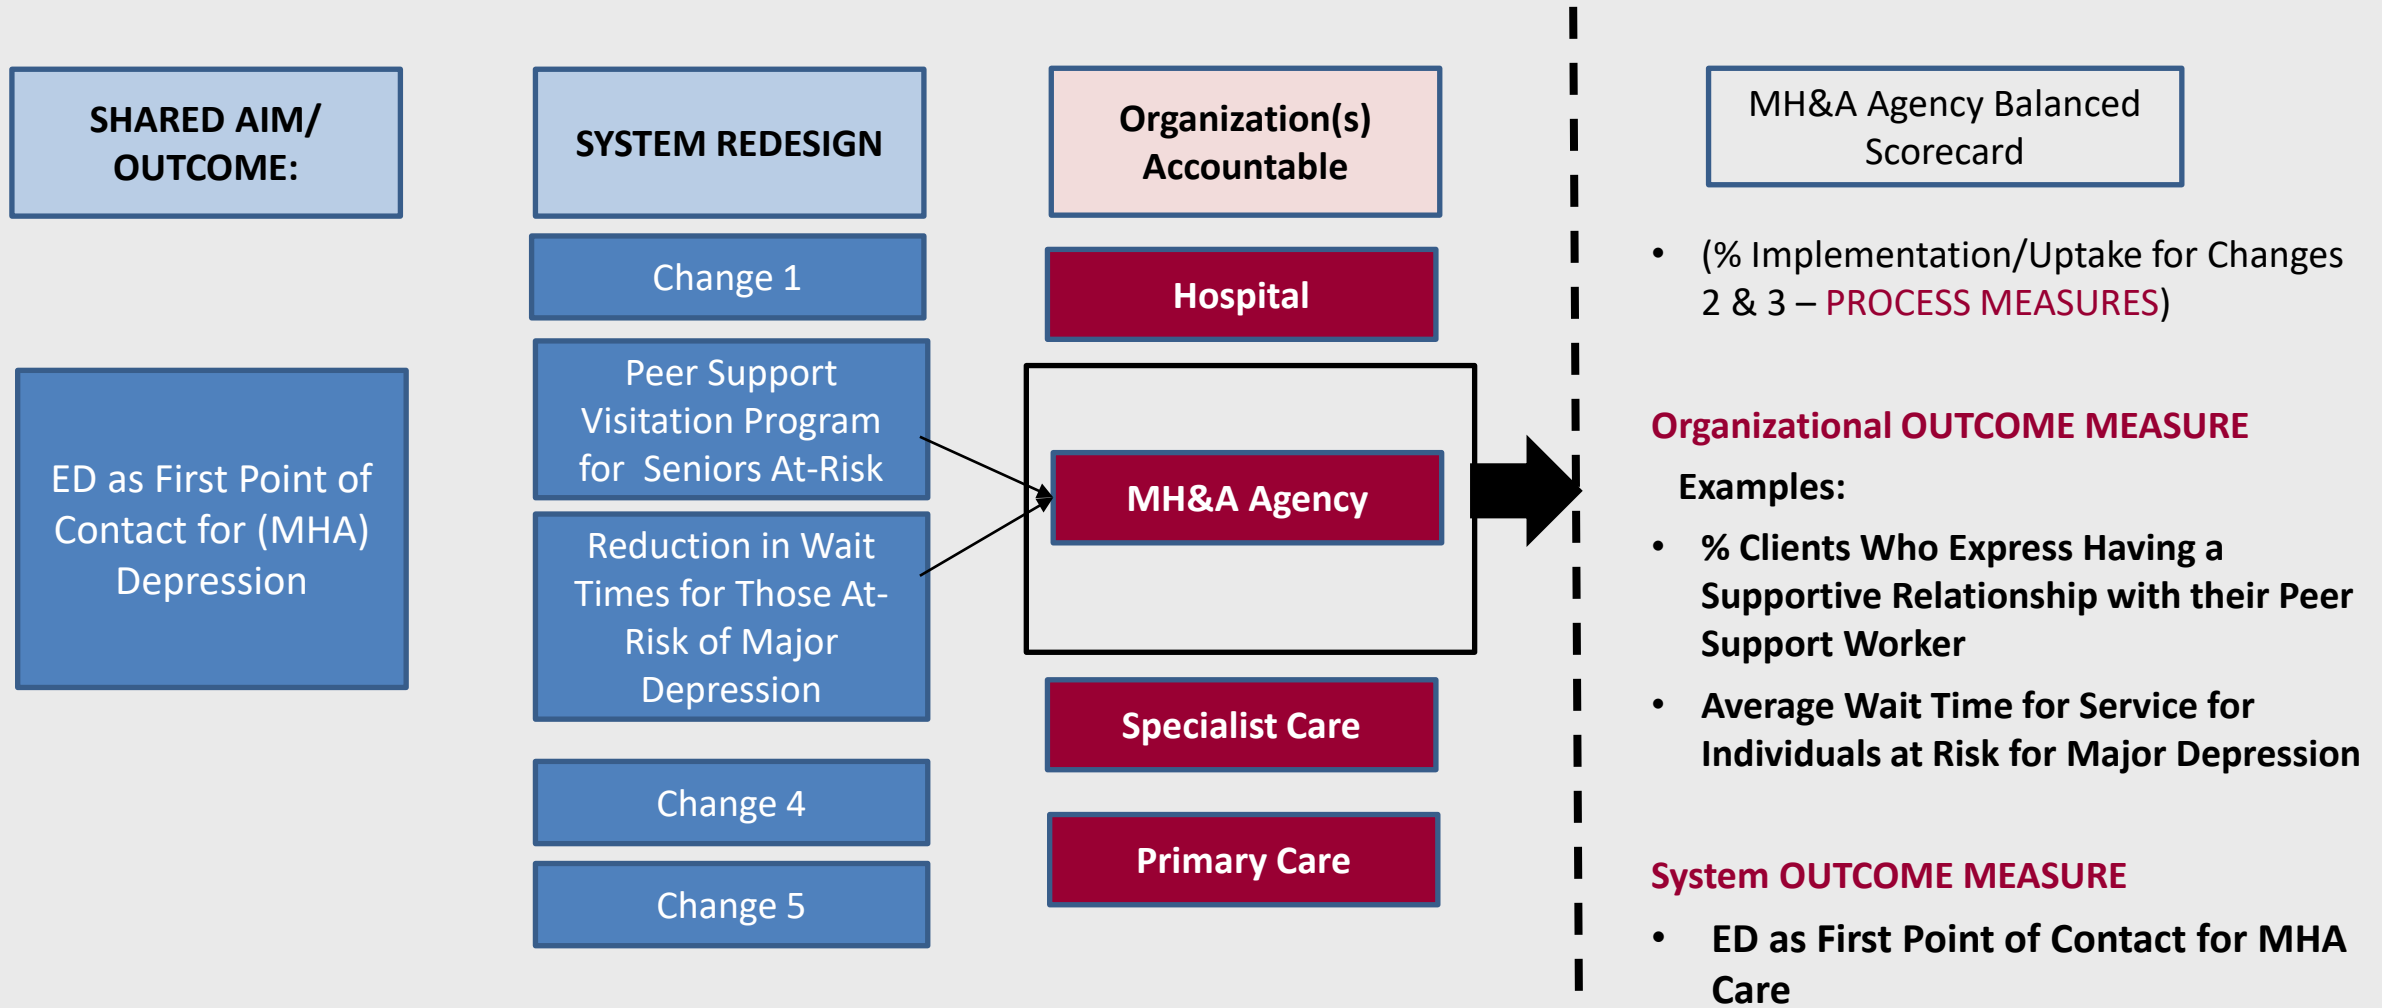 SHARED AIM/
OUTCOME:
ED as First Point of
Contact for (MHA)
Depression
SYSTEM REDESIGN
Change 1
Peer Support
Visitation Program
for Seniors At-Risk
Reduction in Wait
Times for Those At-
Risk of Major
Depression
Change 4
Change 5
Organization(s)
Accountable
Hospital
MH&A Agency
Specialist Care
Primary Care
MH&A Agency Balanced
Scorecard
• (% Implementation/Uptake for Changes
2 & 3 – PROCESS MEASURES)
Organizational OUTCOME MEASURE
Examples:
• % Clients Who Express Having a
Supportive Relationship with their Peer
Support Worker
• Average Wait Time for Service for
Individuals at Risk for Major Depression
System OUTCOME MEASURE
• ED as First Point of Contact for MHA
Care